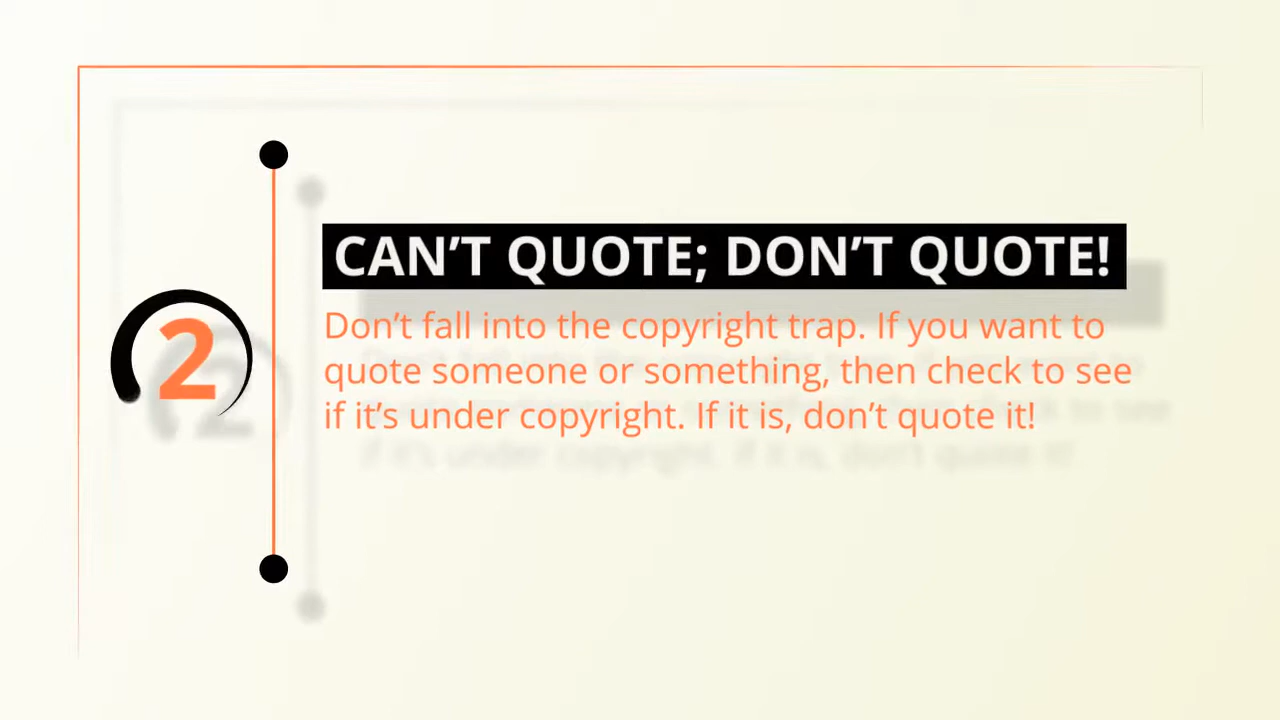 2
CAN’T QUOTE; DON’T QUOTE!
Don’t fall into the copyright trap. If you want to
quote someone or something, then check to see
if it’s under copyright. If it is, don’t quote it!